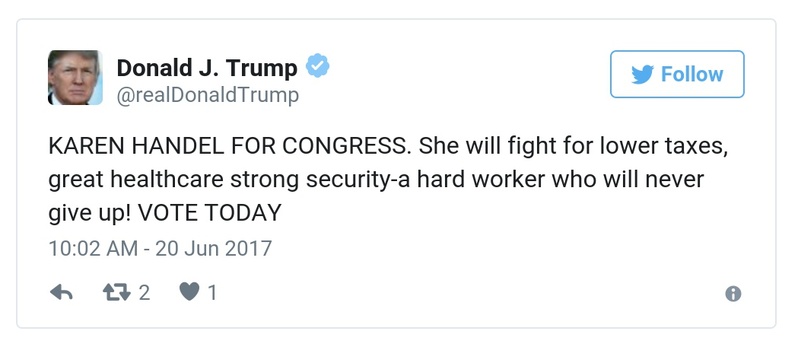 Donald J. Trump
@realDonaldTrump
Follow
KAREN HANDEL FOR CONGRESS. She will fight for lower taxes,
great healthcare strong security-a hard worker who will never
give up! VOTE TODAY
10:02 AM - 20 Jun 2017
2 1